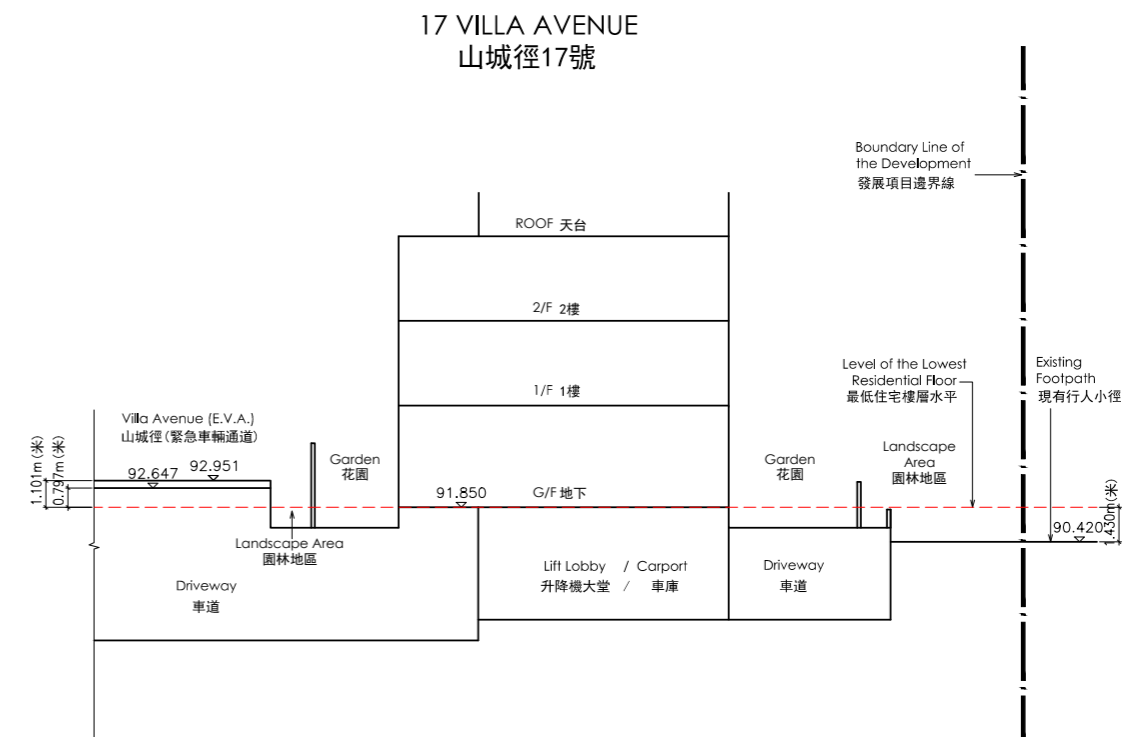 17 VILLA AVENUE
山城徑17號
Boundary Line of
the Development
發展項目邊界線
ROOF 天台
2/F 2樓
1/F 1樓
Level of the Lowest
Residential Floor
最低住宅樓層水平
Existing
Footpath
現有行人小徑
Villa Avenue (E.V.A.)
山城徑(緊急車輛通道)
92.647 92.951
1.101m (米)
0.797m (米)
Garden
花園
91.850
G/F 地下
Garden
花園
Landscape
Area
園林地區
90.420
1.430m (米)
Landscape Area
園林地區
Driveway
車道
Lift Lobby / Carport
升降機大堂 / 車庫
Driveway
車道